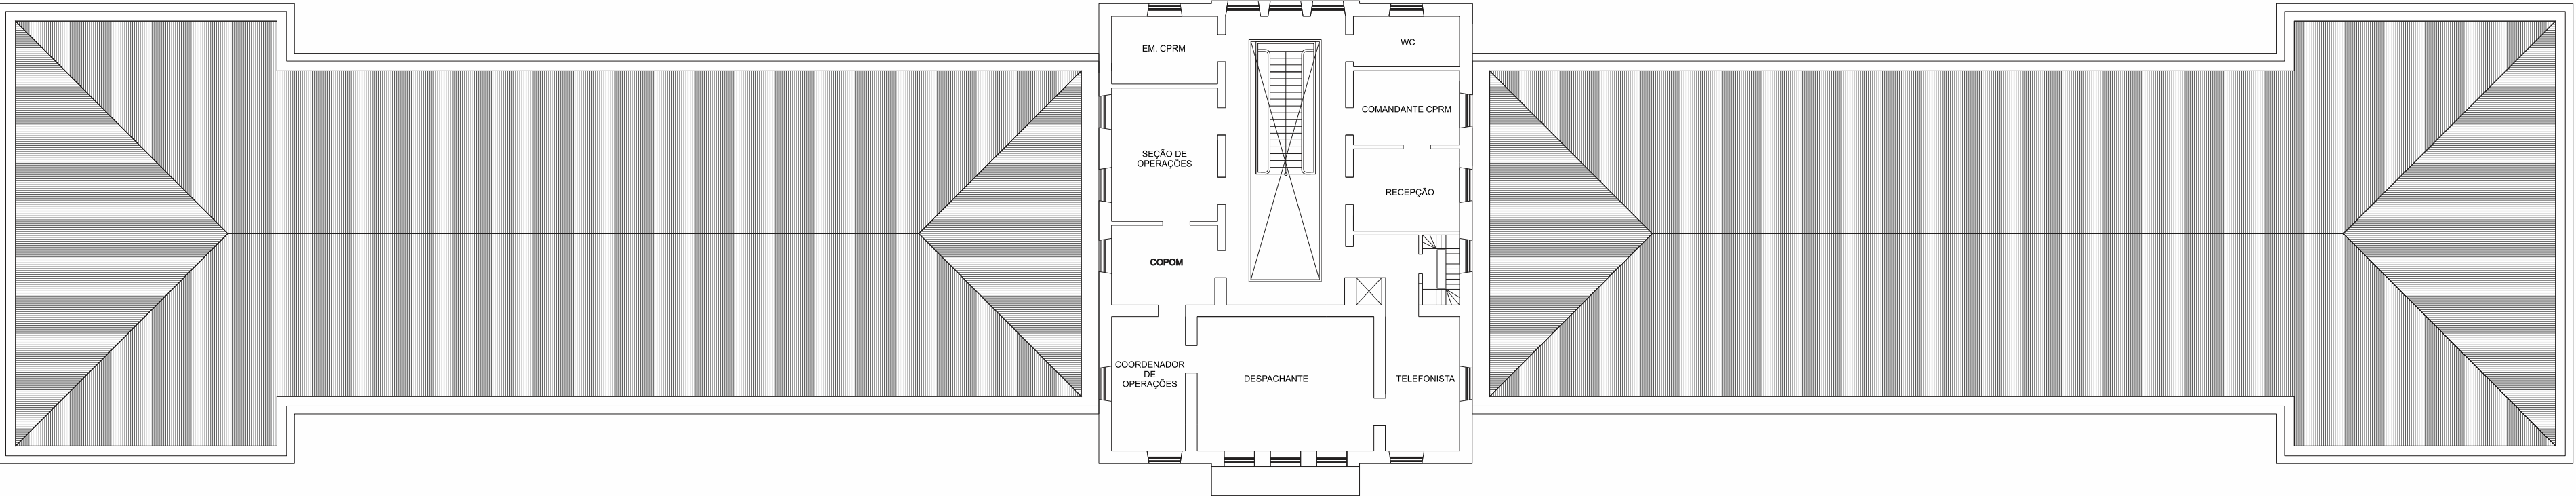 EM. CPRM
WC
COMANDANTE CPRM
SEÇÃO DE
OPERAÇÕES
RECEPÇÃO
COPOM
COORDENADOR
DE
OPERAÇÕES
DESPACHANTE
TELEFONISTA